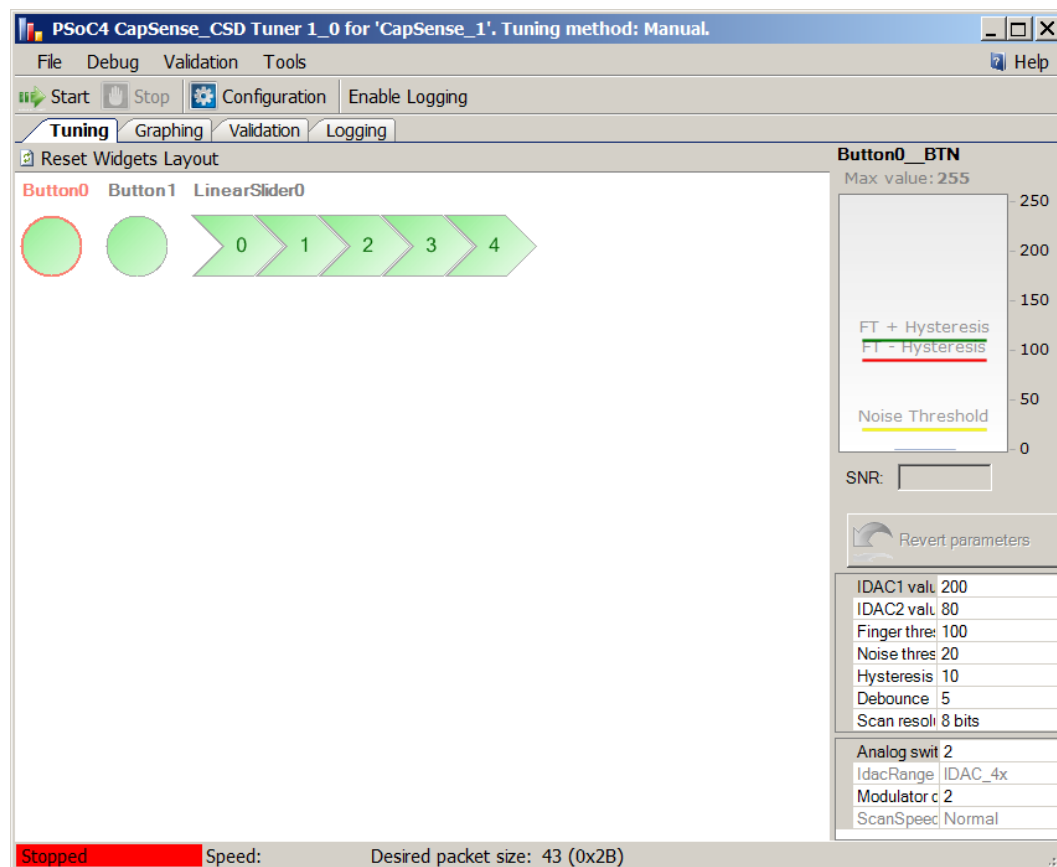 PSoC4 CapSense_CSD Tuner 1_0 for 'CapSense_1'. Tuning method: Manual.
File Debug Validation Tools Help
Start Stop Configuration Enable Logging
Tuning Graphing Validation Logging
Reset Widgets Layout
Button0 Button1 LinearSlider0
0 1 2 3 4
Button0__BTN
Max value: 255
250
200
150
FT + Hysteresis
FT - Hysteresis
100
50
Noise Threshold
0
SNR:
Revert parameters
IDAC1 valu 200
IDAC2 valu 80
Finger thres 100
Noise thres 20
Hysteresis 10
Debounce 5
Scan resolu 8 bits
Analog swit 2
IdacRange IDAC_4x
Modulator c 2
ScanSpeed Normal
Stopped Speed: Desired packet size: 43 (0x2B)